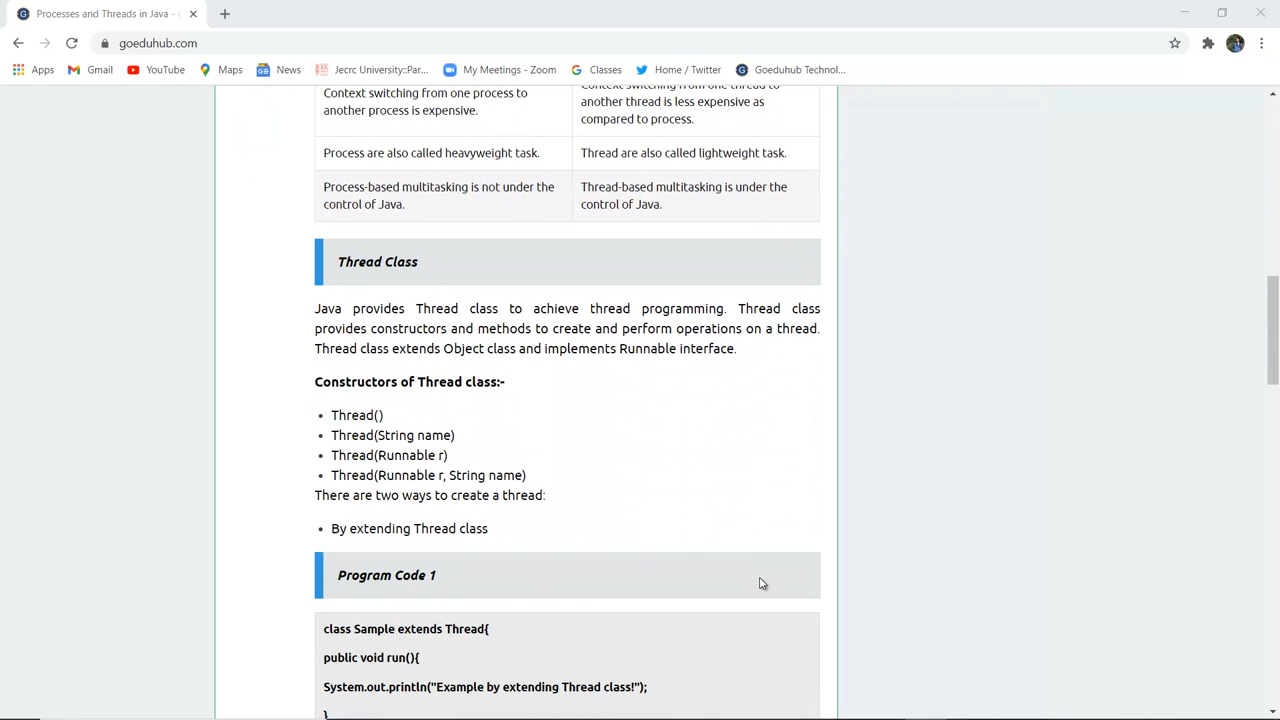 Processes and Threads in Java -
goeduhub.com
Apps
Gmail
YouTube
Maps
News
Jecrc University::Par...
My Meetings - Zoom
Classes
Home / Twitter
Goeduhub Technol...
Context switching from one process to
another process is expensive.
Context switching from one thread to
another thread is less expensive as
compared to process.
Process are also called heavyweight task.
Thread are also called lightweight task.
Process-based multitasking is not under the
control of Java.
Thread-based multitasking is under the
control of Java.
Thread Class
Java provides Thread class to achieve thread programming. Thread class
provides constructors and methods to create and perform operations on a thread.
Thread class extends Object class and implements Runnable interface.
Constructors of Thread class:-
• Thread()
• Thread(String name)
• Thread(Runnable r)
• Thread(Runnable r, String name)
There are two ways to create a thread:
• By extending Thread class
Program Code 1
class Sample extends Thread{
public void run(){
System.out.println("Example by extending Thread class!");
}